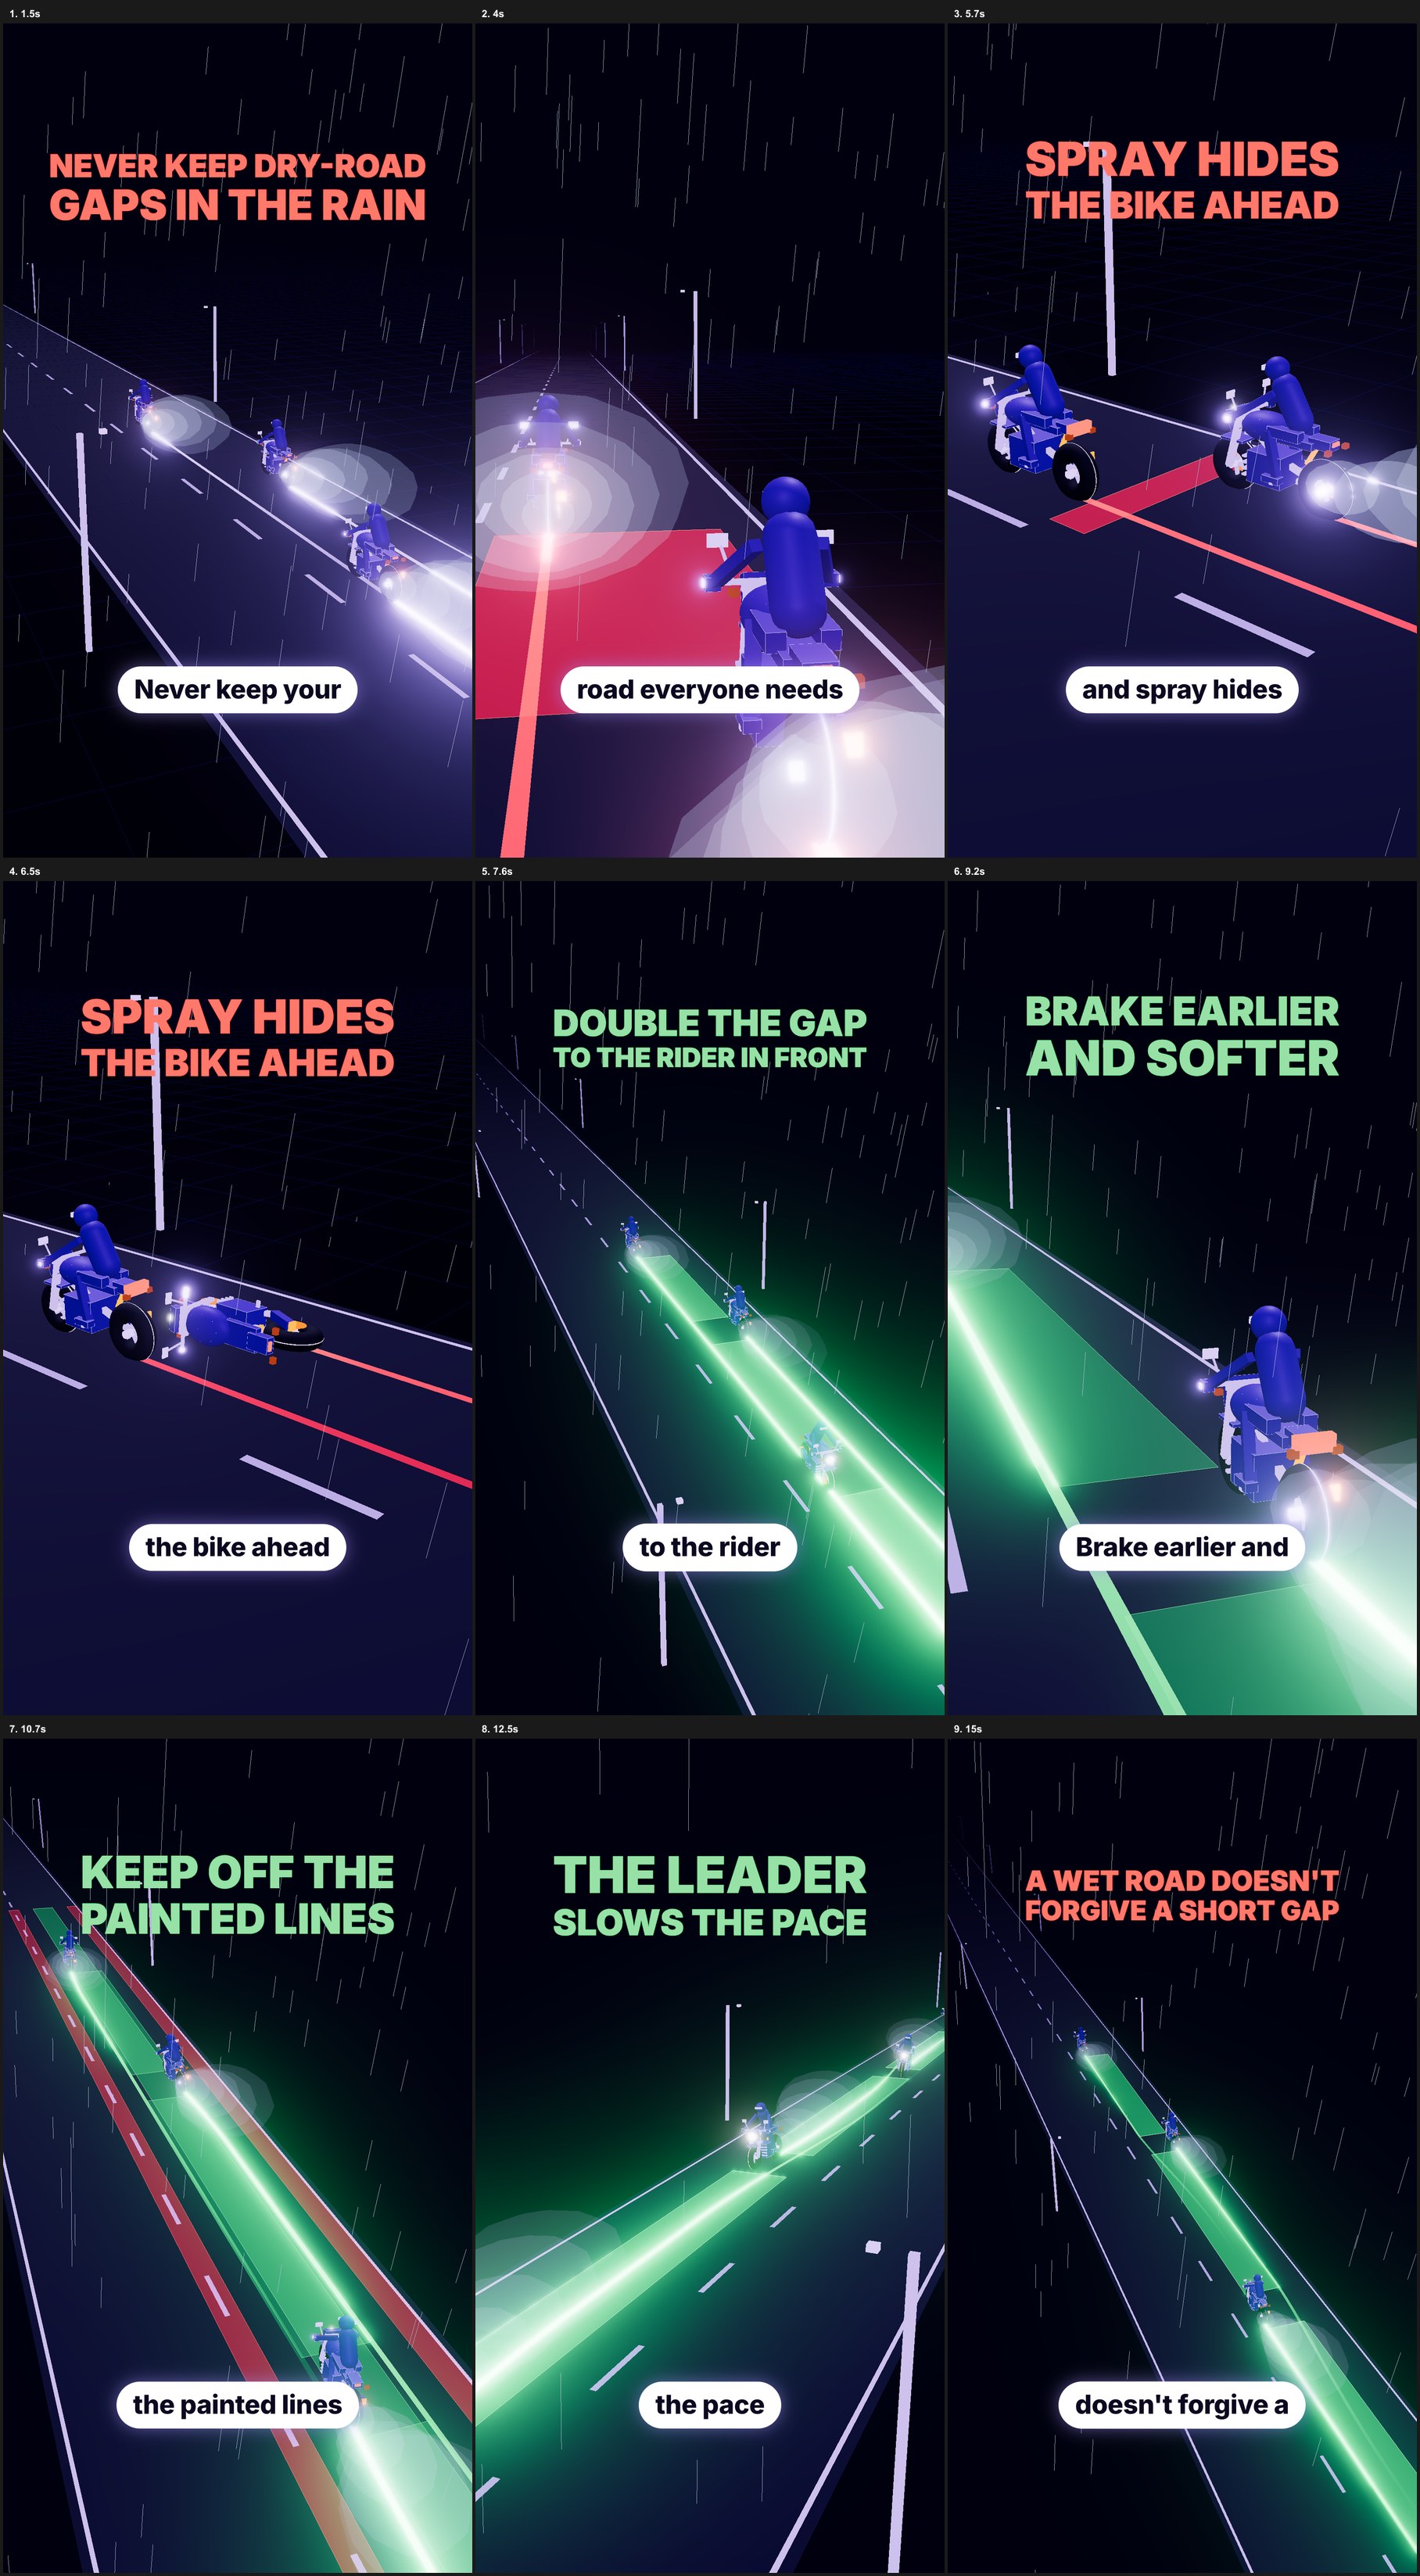 1. 1.5s
NEVER KEEP DRY-ROAD
GAPS IN THE RAIN
Never keep your
2. 4s
road everyone needs
3. 5.7s
SPRAY HIDES
THE BIKE AHEAD
and spray hides
4. 6.5s
SPRAY HIDES
THE BIKE AHEAD
the bike ahead
5. 7.6s
DOUBLE THE GAP
TO THE RIDER IN FRONT
to the rider
6. 9.2s
BRAKE EARLIER
AND SOFTER
Brake earlier and
7. 10.7s
KEEP OFF THE
PAINTED LINES
the painted lines
8. 12.5s
THE LEADER
SLOWS THE PACE
the pace
9. 15s
A WET ROAD DOESN'T
FORGIVE A SHORT GAP
doesn't forgive a